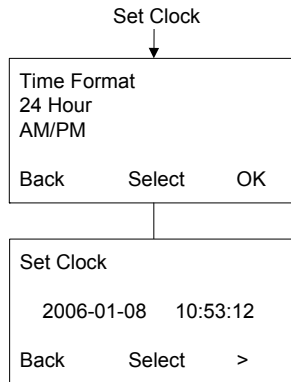 Set Clock
Time Format
24 Hour
AM/PM
Back Select OK
Set Clock
2006-01-08 10:53:12
Back Select >